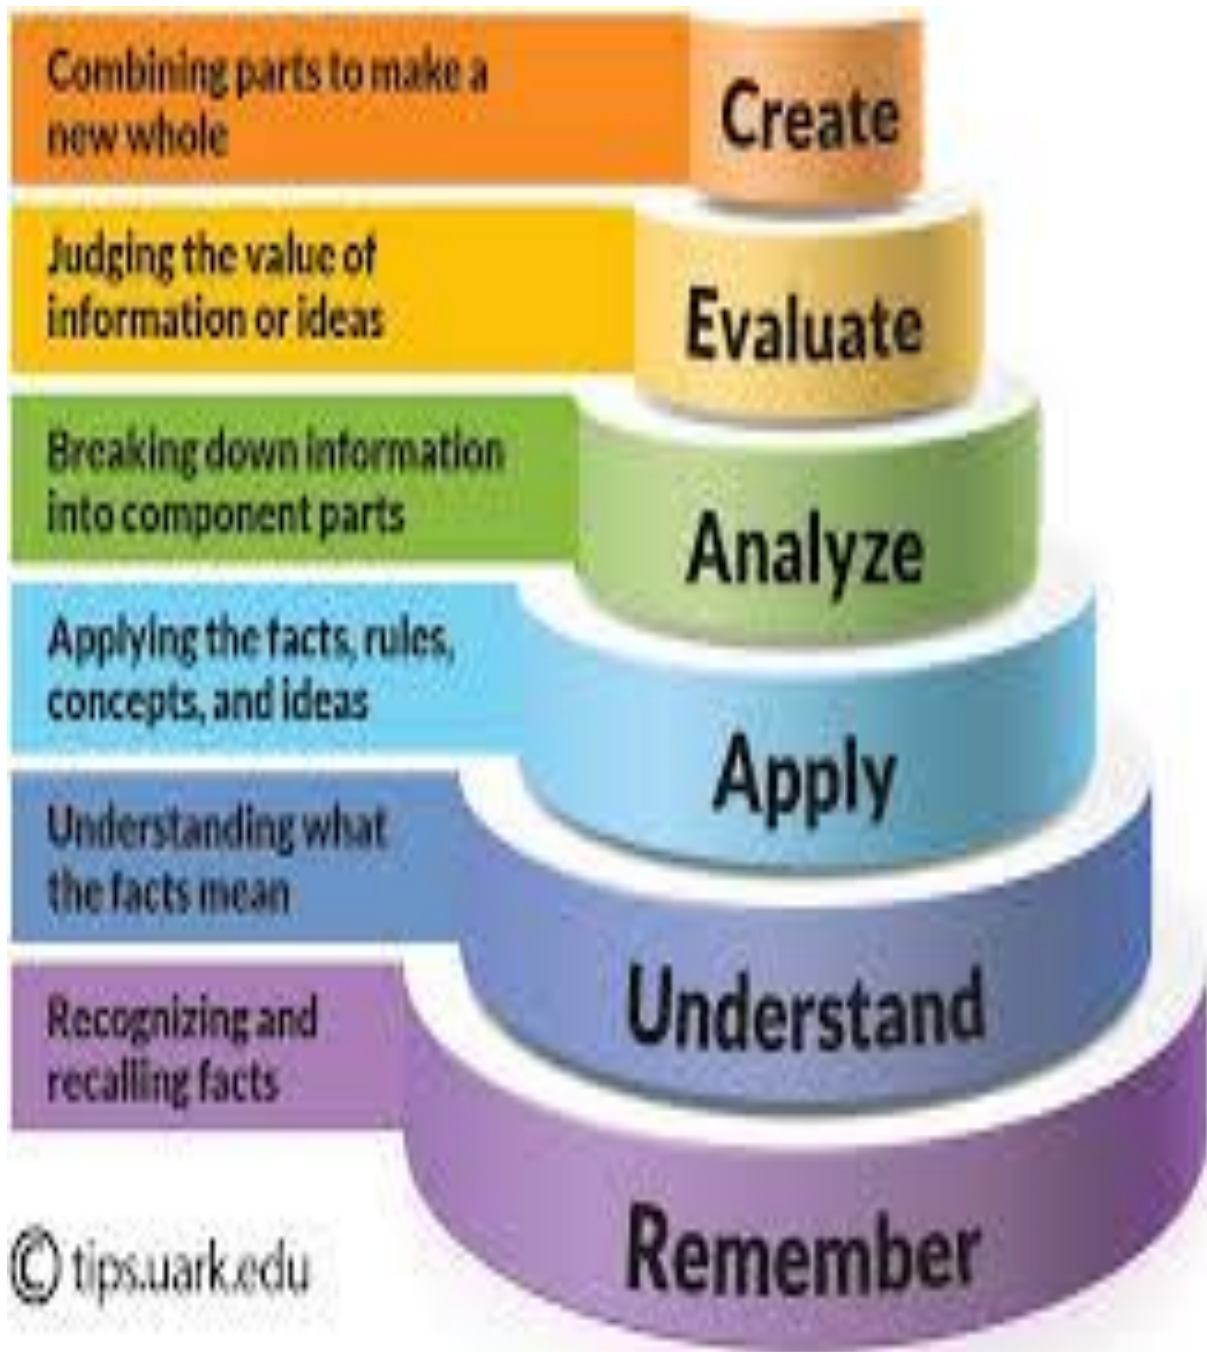 Combining parts to make a
new whole
Create
Judging the value of
information or ideas
Evaluate
Breaking down information
into component parts
Analyze
Applying the facts, rules,
concepts, and ideas
Apply
Understanding what
the facts mean
Understand
Recognizing and
recalling facts
Remember
© tips.uark.edu